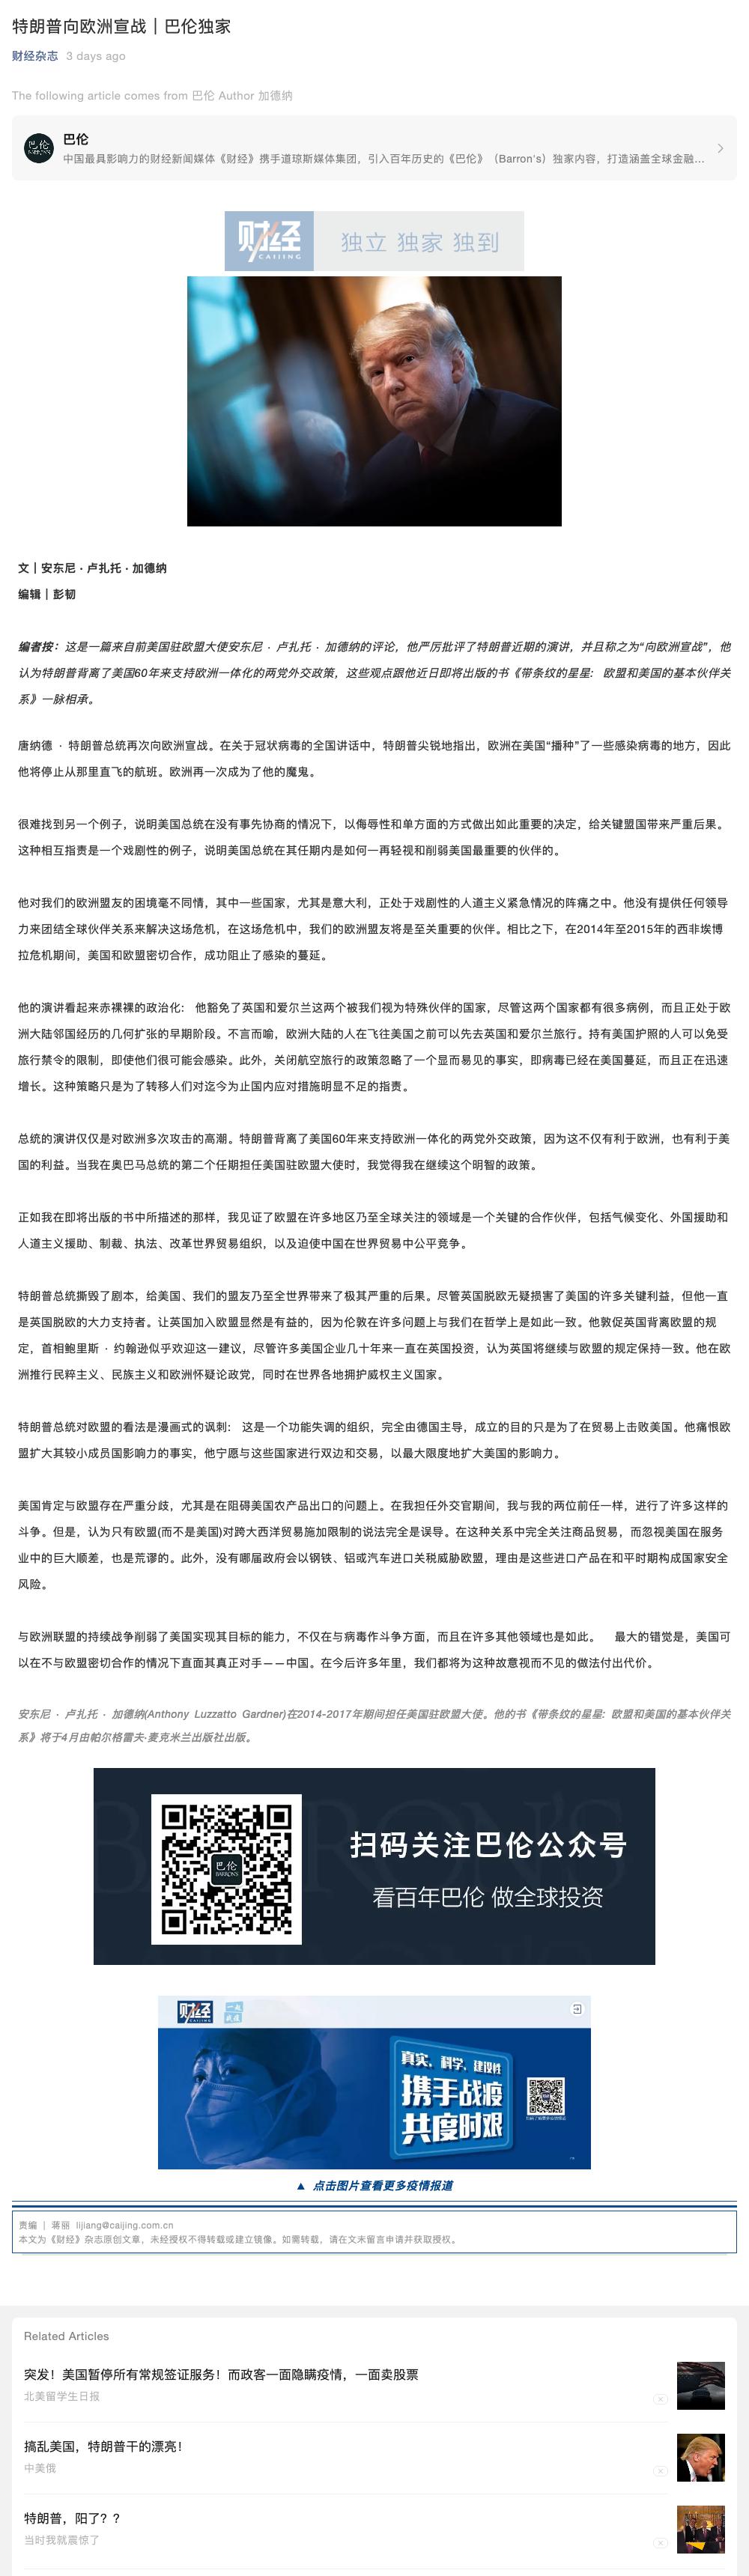 特朗普向欧洲宣战｜巴伦独家
财经杂志 3 days ago
The following article comes from 巴伦 Author 加德纳
巴伦
BARRON'S
巴伦
中国最具影响力的财经新闻媒体《财经》携手道琼斯媒体集团，引入百年历史的《巴伦》（Barron's）独家内容，打造涵盖全球金融...
财经
CAIJING
独立 独家 独到
文｜安东尼·卢扎托·加德纳
编辑｜彭韧
编者按：这是一篇来自前美国驻欧盟大使安东尼·卢扎托·加德纳的评论，他严厉批评了特朗普近期的演讲，并且称之为“向欧洲宣战”，他
认为特朗普背离了美国60年来支持欧洲一体化的两党外交政策，这些观点跟他近日即将出版的书《带条纹的星星： 欧盟和美国的基本伙伴关
系》一脉相承。
唐纳德·特朗普总统再次向欧洲宣战。在关于冠状病毒的全国讲话中，特朗普尖锐地指出，欧洲在美国“播种”了一些感染病毒的地方，因此
他将停止从那里直飞的航班。欧洲再一次成为了他的魔鬼。
很难找到另一个例子，说明美国总统在没有事先协商的情况下，以侮辱性和单方面的方式做出如此重要的决定，给关键盟国带来严重后果。
这种相互指责是一个戏剧性的例子，说明美国总统在其任期内是如何一再轻视和削弱美国最重要的伙伴的。
他对我们的欧洲盟友的困境毫不同情，其中一些国家，尤其是意大利，正处于戏剧性的人道主义紧急情况的阵痛之中。他没有提供任何领导
力来团结全球伙伴关系来解决这场危机，在这场危机中，我们的欧洲盟友将是至关重要的伙伴。相比之下，在2014年至2015年的西非埃博
拉危机期间，美国和欧盟密切合作，成功阻止了感染的蔓延。
他的演讲看起来赤裸裸的政治化： 他豁免了英国和爱尔兰这两个被我们视为特殊伙伴的国家，尽管这两个国家都有很多病例，而且正处于欧
洲大陆邻国经历的几何扩张的早期阶段。不言而喻，欧洲大陆的人在飞往美国之前可以先去英国和爱尔兰旅行。持有美国护照的人可以免受
旅行禁令的限制，即使他们很可能会感染。此外，关闭航空旅行的政策忽略了一个显而易见的事实，即病毒已经在美国蔓延，而且正在迅速
增长。这种策略只是为了转移人们对迄今为止国内应对措施明显不足的指责。
总统的演讲仅仅是对欧洲多次攻击的高潮。特朗普背离了美国60年来支持欧洲一体化的两党外交政策，因为这不仅有利于欧洲，也有利于美
国的利益。当我在奥巴马总统的第二个任期担任美国驻欧盟大使时，我觉得我在继续这个明智的政策。
正如我在即将出版的书中所描述的那样，我见证了欧盟在许多地区乃至全球关注的领域是一个关键的合作伙伴，包括气候变化、外国援助和
人道主义援助、制裁、执法、改革世界贸易组织，以及迫使中国在世界贸易中公平竞争。
特朗普总统撕毁了剧本，给美国、我们的盟友乃至全世界带来了极其严重的后果。尽管英国脱欧无疑损害了美国的许多关键利益，但他一直
是英国脱欧的大力支持者。让英国加入欧盟显然是有益的，因为伦敦在许多问题上与我们在哲学上是如此一致。他敦促英国背离欧盟的规
定，首相鲍里斯·约翰逊似乎欢迎这一建议，尽管许多美国企业几十年来一直在英国投资，认为英国将继续与欧盟的规定保持一致。他在欧
洲推行民粹主义、民族主义和欧洲怀疑论政党，同时在世界各地拥护威权主义国家。
特朗普总统对欧盟的看法是漫画式的讽刺： 这是一个功能失调的组织，完全由德国主导，成立的目的只是为了在贸易上击败美国。他痛恨欧
盟扩大其较小成员国影响力的事实，他宁愿与这些国家进行双边和交易，以最大限度地扩大美国的影响力。
美国肯定与欧盟存在严重分歧，尤其是在阻碍美国农产品出口的问题上。在我担任外交官期间，我与我的两位前任一样，进行了许多这样的
斗争。但是，认为只有欧盟(而不是美国)对跨大西洋贸易施加限制的说法完全是误导。在这种关系中完全关注商品贸易，而忽视美国在服务
业中的巨大顺差，也是荒谬的。此外，没有哪届政府会以钢铁、铝或汽车进口关税威胁欧盟，理由是这些进口产品在和平时期构成国家安全
风险。
与欧洲联盟的持续战争削弱了美国实现其目标的能力，不仅在与病毒作斗争方面，而且在许多其他领域也是如此。 最大的错觉是，美国可
以在不与欧盟密切合作的情况下直面其真正对手——中国。在今后许多年里，我们都将为这种故意视而不见的做法付出代价。
安东尼·卢扎托·加德纳(Anthony Luzzatto Gardner)在2014-2017年期间担任美国驻欧盟大使。他的书《带条纹的星星: 欧盟和美国的基本伙伴关
系》将于4月由帕尔格雷夫·麦克米兰出版社出版。
巴伦
BARRON'S
扫码关注巴伦公众号
看百年巴伦 做全球投资
财经
CAIJING
真实、科学、建设性
携手战疫
共度时艰
▲ 点击图片查看更多疫情报道
责编 | 蒋丽 lijiang@caijing.com.cn
本文为《财经》杂志原创文章，未经授权不得转载或建立镜像。如需转载，请在文末留言申请并获取授权。
Related Articles
突发！美国暂停所有常规签证服务！而政客一面隐瞒疫情，一面卖股票
北美留学生日报
搞乱美国，特朗普干的漂亮！
中美俄
特朗普，阳了？？
当时我就震惊了